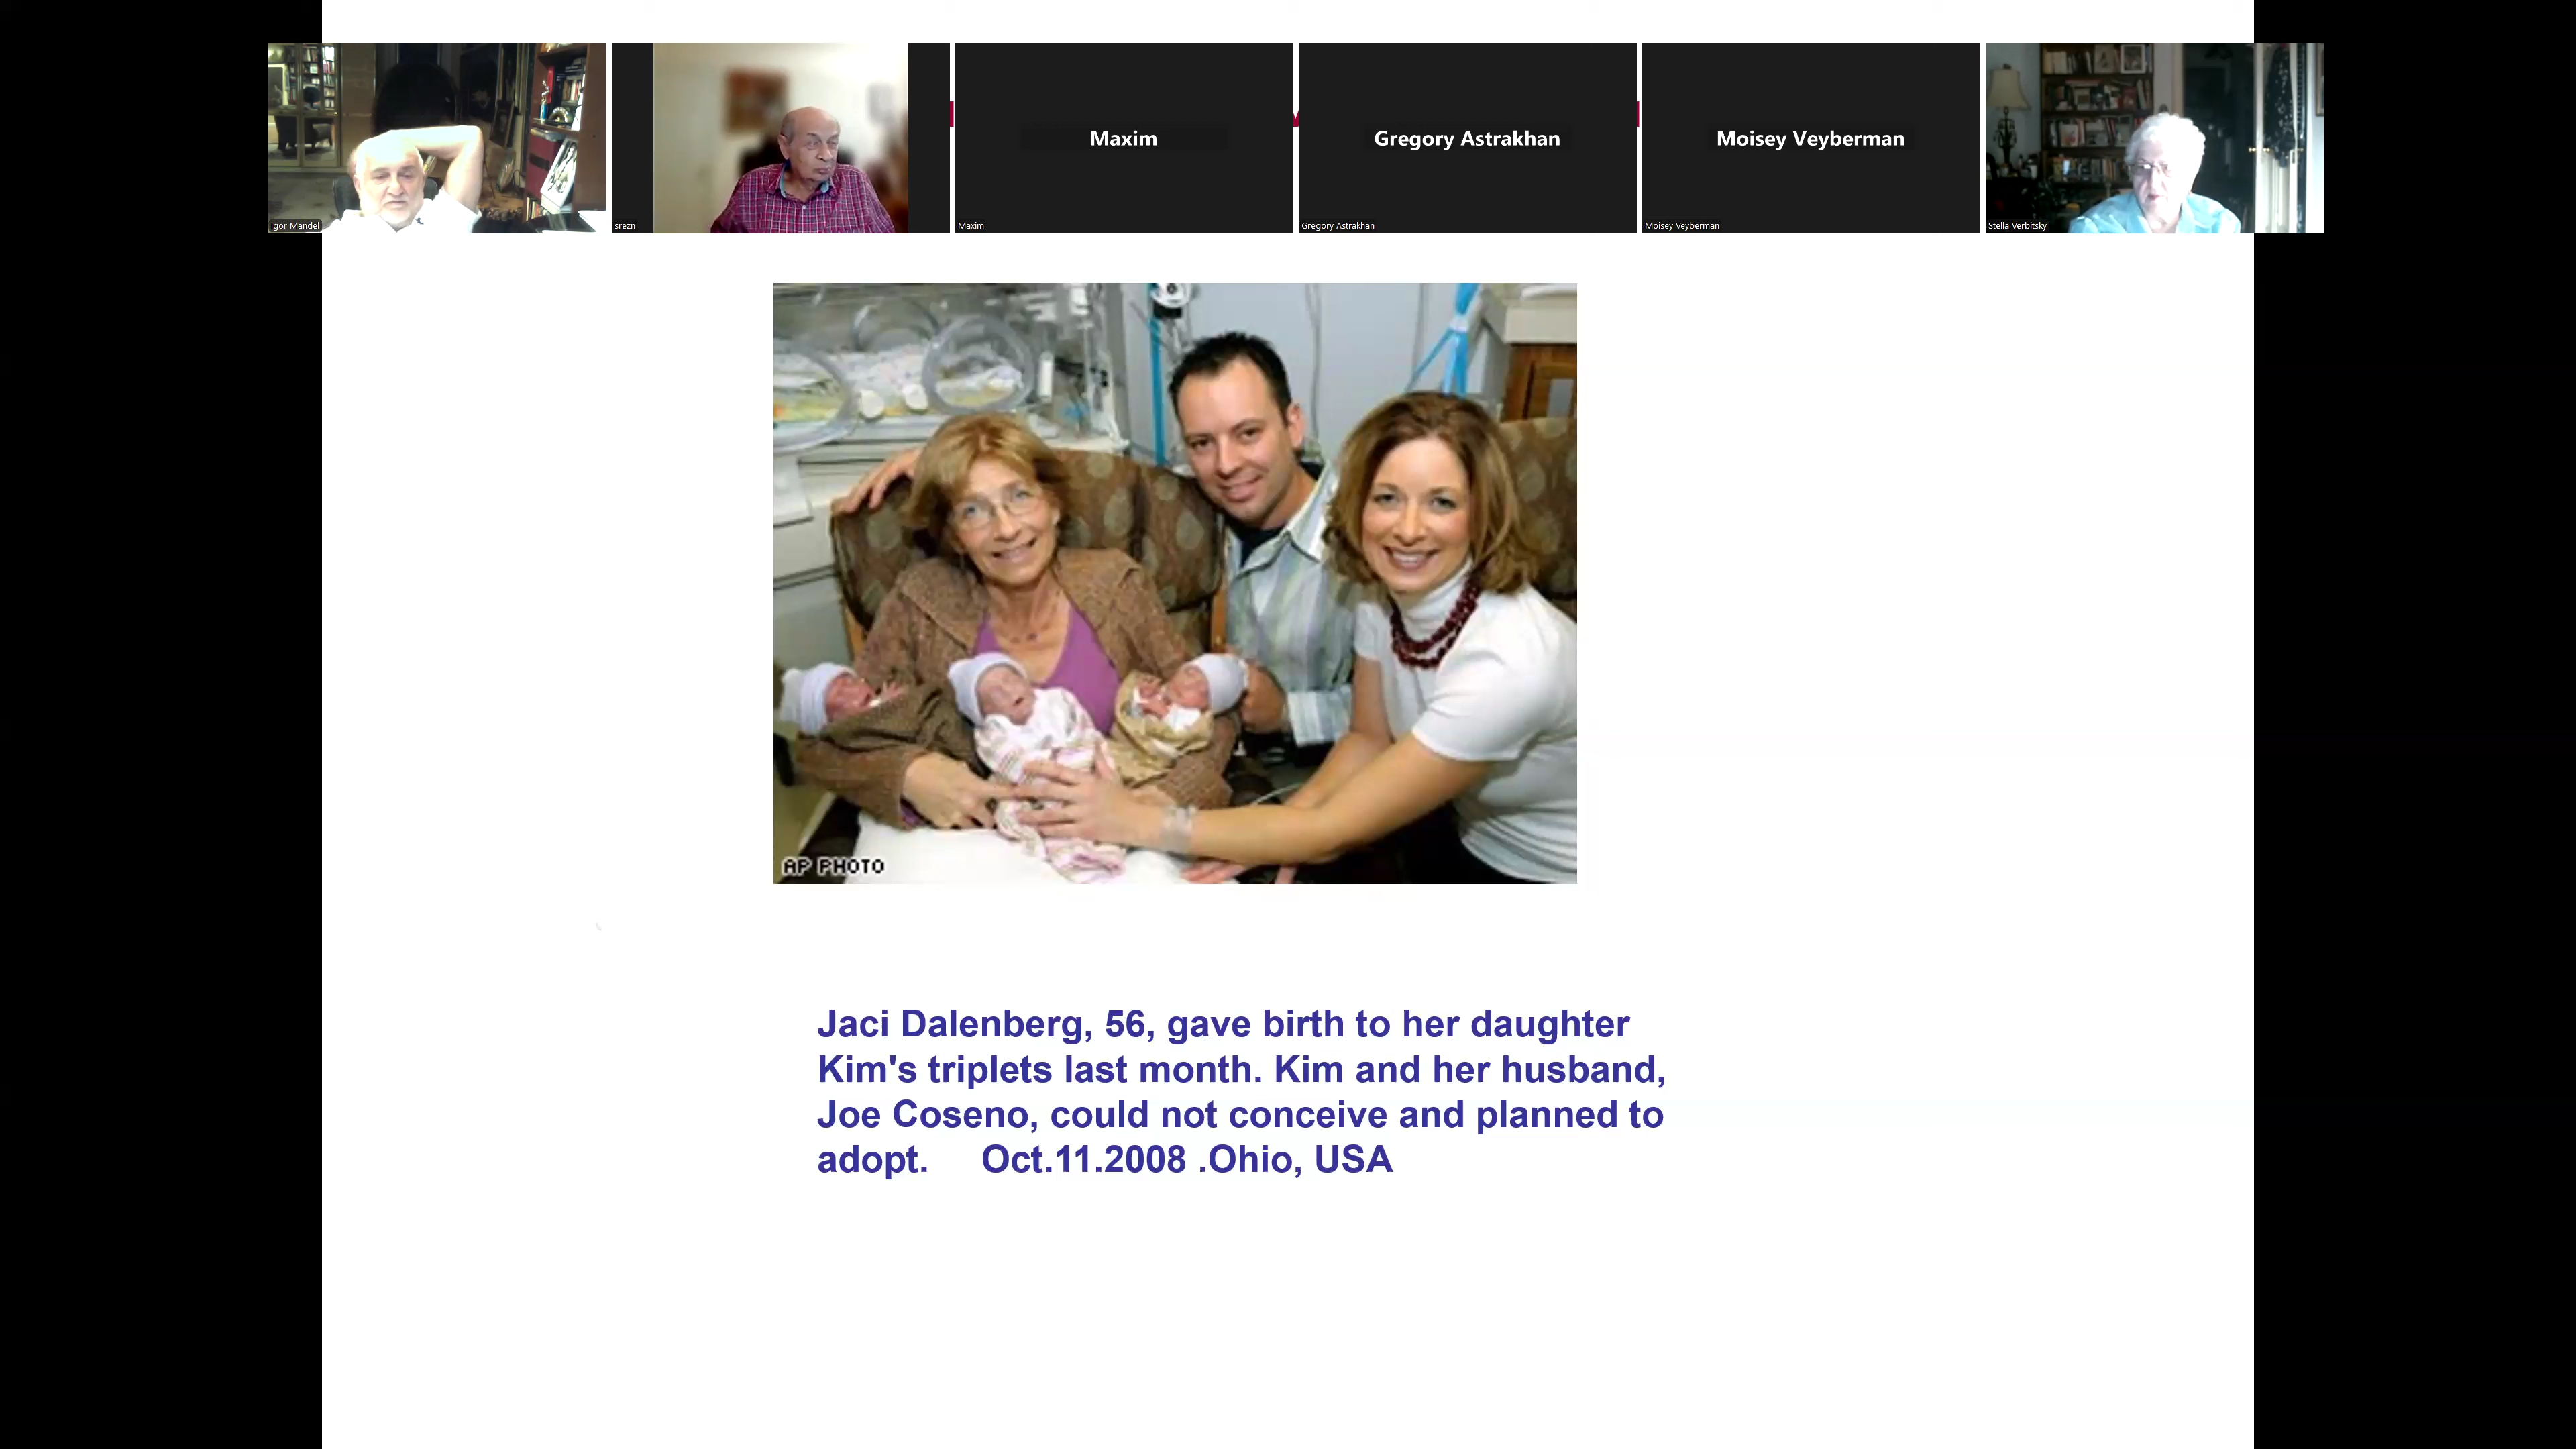 Maxim
Gregory Astrakhan
Moisey Veyberman
Igor Mandel
srezn
Maxim
Gregory Astrakhan
Moisey Veyberman
Stella Verbitsky
AP PHOTO
Jaci Dalenberg, 56, gave birth to her daughter
Kim's triplets last month. Kim and her husband,
Joe Coseno, could not conceive and planned to
adopt. Oct.11.2008 .Ohio, USA